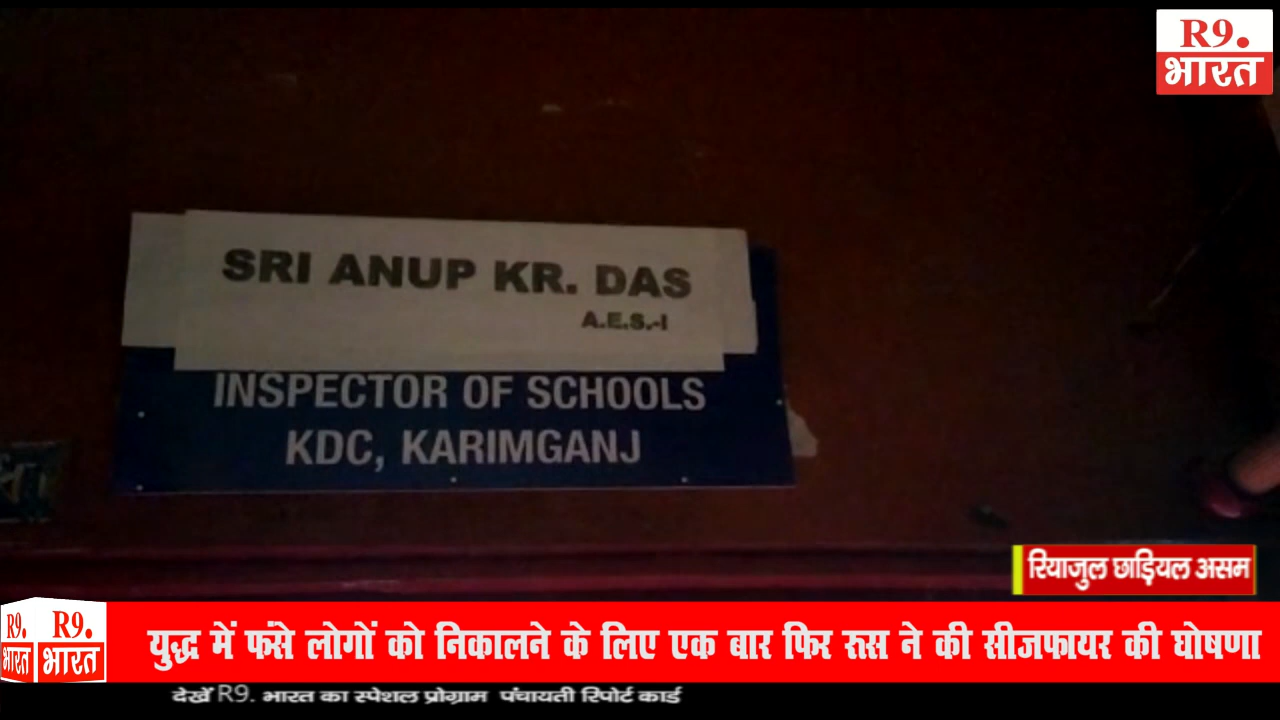 R9.
भारत
SRI ANUP KR. DAS
A.E.S.-I
INSPECTOR OF SCHOOLS
KDC, KARIMGANJ
रियाजुल छाड़ियल असम
R9.
भारत
R9.
भारत
युद्ध में फंसे लोगों को निकालने के लिए एक बार फिर रूस ने की सीजफायर की घोषणा
देखें R9. भारत का स्पेशल प्रोग्राम पंचायती रिपोर्ट कार्ड